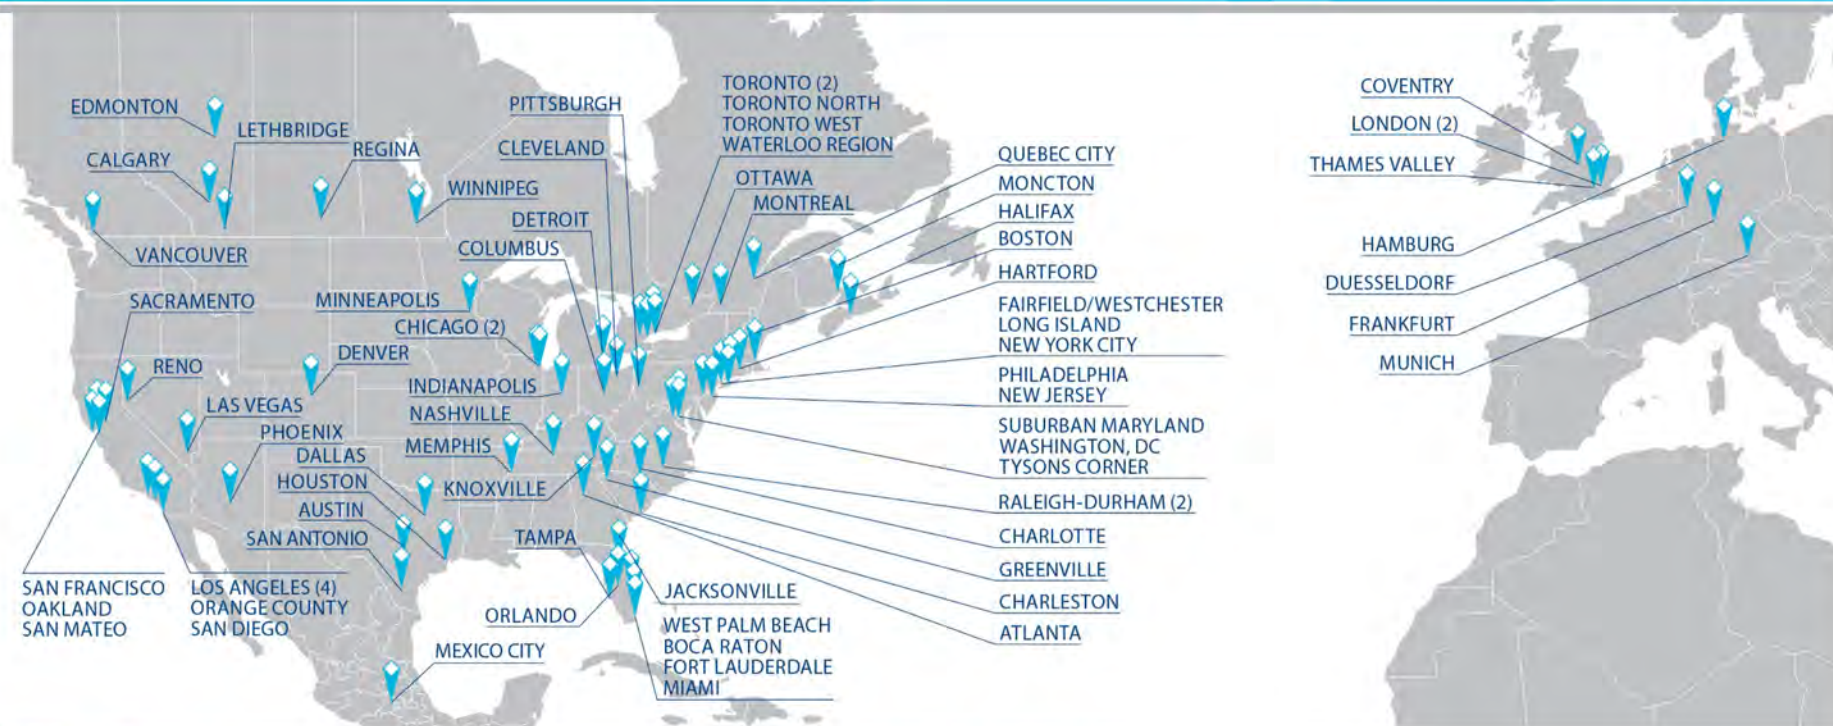 EDMONTON
LETHBRIDGE
CALGARY
REGINA
WINNIPEG
VANCOUVER
PITTSBURGH
CLEVELAND
DETROIT
COLUMBUS
TORONTO (2)
TORONTO NORTH
TORONTO WEST
WATERLOO REGION
OTTAWA
MONTREAL
QUEBEC CITY
MONCTON
HALIFAX
BOSTON
HARTFORD
FAIRFIELD/WESTCHESTER
LONG ISLAND
NEW YORK CITY
PHILADELPHIA
NEW JERSEY
SUBURBAN MARYLAND
WASHINGTON, DC
TYSONS CORNER
RALEIGH-DURHAM (2)
CHARLOTTE
GREENVILLE
CHARLESTON
ATLANTA
SACRAMENTO
MINNEAPOLIS
CHICAGO (2)
RENO
DENVER
INDIANAPOLIS
LAS VEGAS
NASHVILLE
PHOENIX
MEMPHIS
DALLAS
HOUSTON
KNOXVILLE
AUSTIN
SAN ANTONIO
TAMPA
SAN FRANCISCO
OAKLAND
SAN MATEO
LOS ANGELES (4)
ORANGE COUNTY
SAN DIEGO
ORLANDO
JACKSONVILLE
WEST PALM BEACH
BOCA RATON
FORT LAUDERDALE
MIAMI
MEXICO CITY
COVENTRY
LONDON (2)
THAMES VALLEY
HAMBURG
DUESSELDORF
FRANKFURT
MUNICH